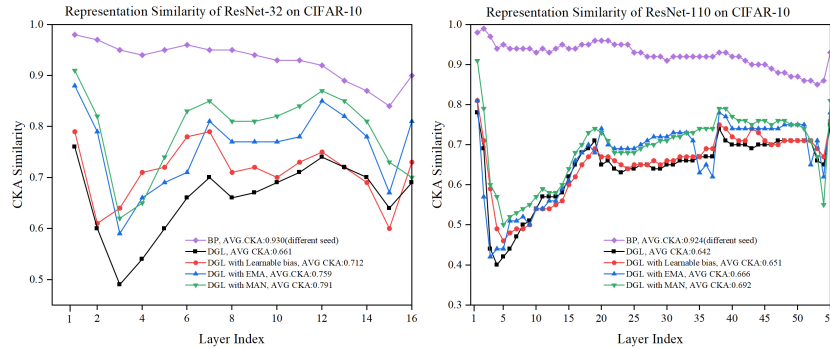 Representation Similarity of ResNet-32 on CIFAR-10
CKA Similarity
1.0
0.9
0.8
0.7
0.6
0.5
BP, AVG.CKA:0.930(different seed)
DGL, AVG CKA:0.661
DGL with Learnable bias, AVG CKA:0.712
DGL with EMA, AVG.CKA:0.759
DGL with MAN, AVG.CKA:0.791
1 2 4 6 8 10 12 14 16
Layer Index
Representation Similarity of ResNet-110 on CIFAR-10
CKA Similarity
1.0
0.9
0.8
0.7
0.6
0.5
0.4
0.3
BP, AVG.CKA:0.924(different seed)
DGL, AVG CKA:0.642
DGL with Learnable bias, AVG CKA:0.651
DGL with EMA, AVG CKA:0.666
DGL with MAN, AVG CKA:0.692
1 5 10 20 30 40 50
Layer Index